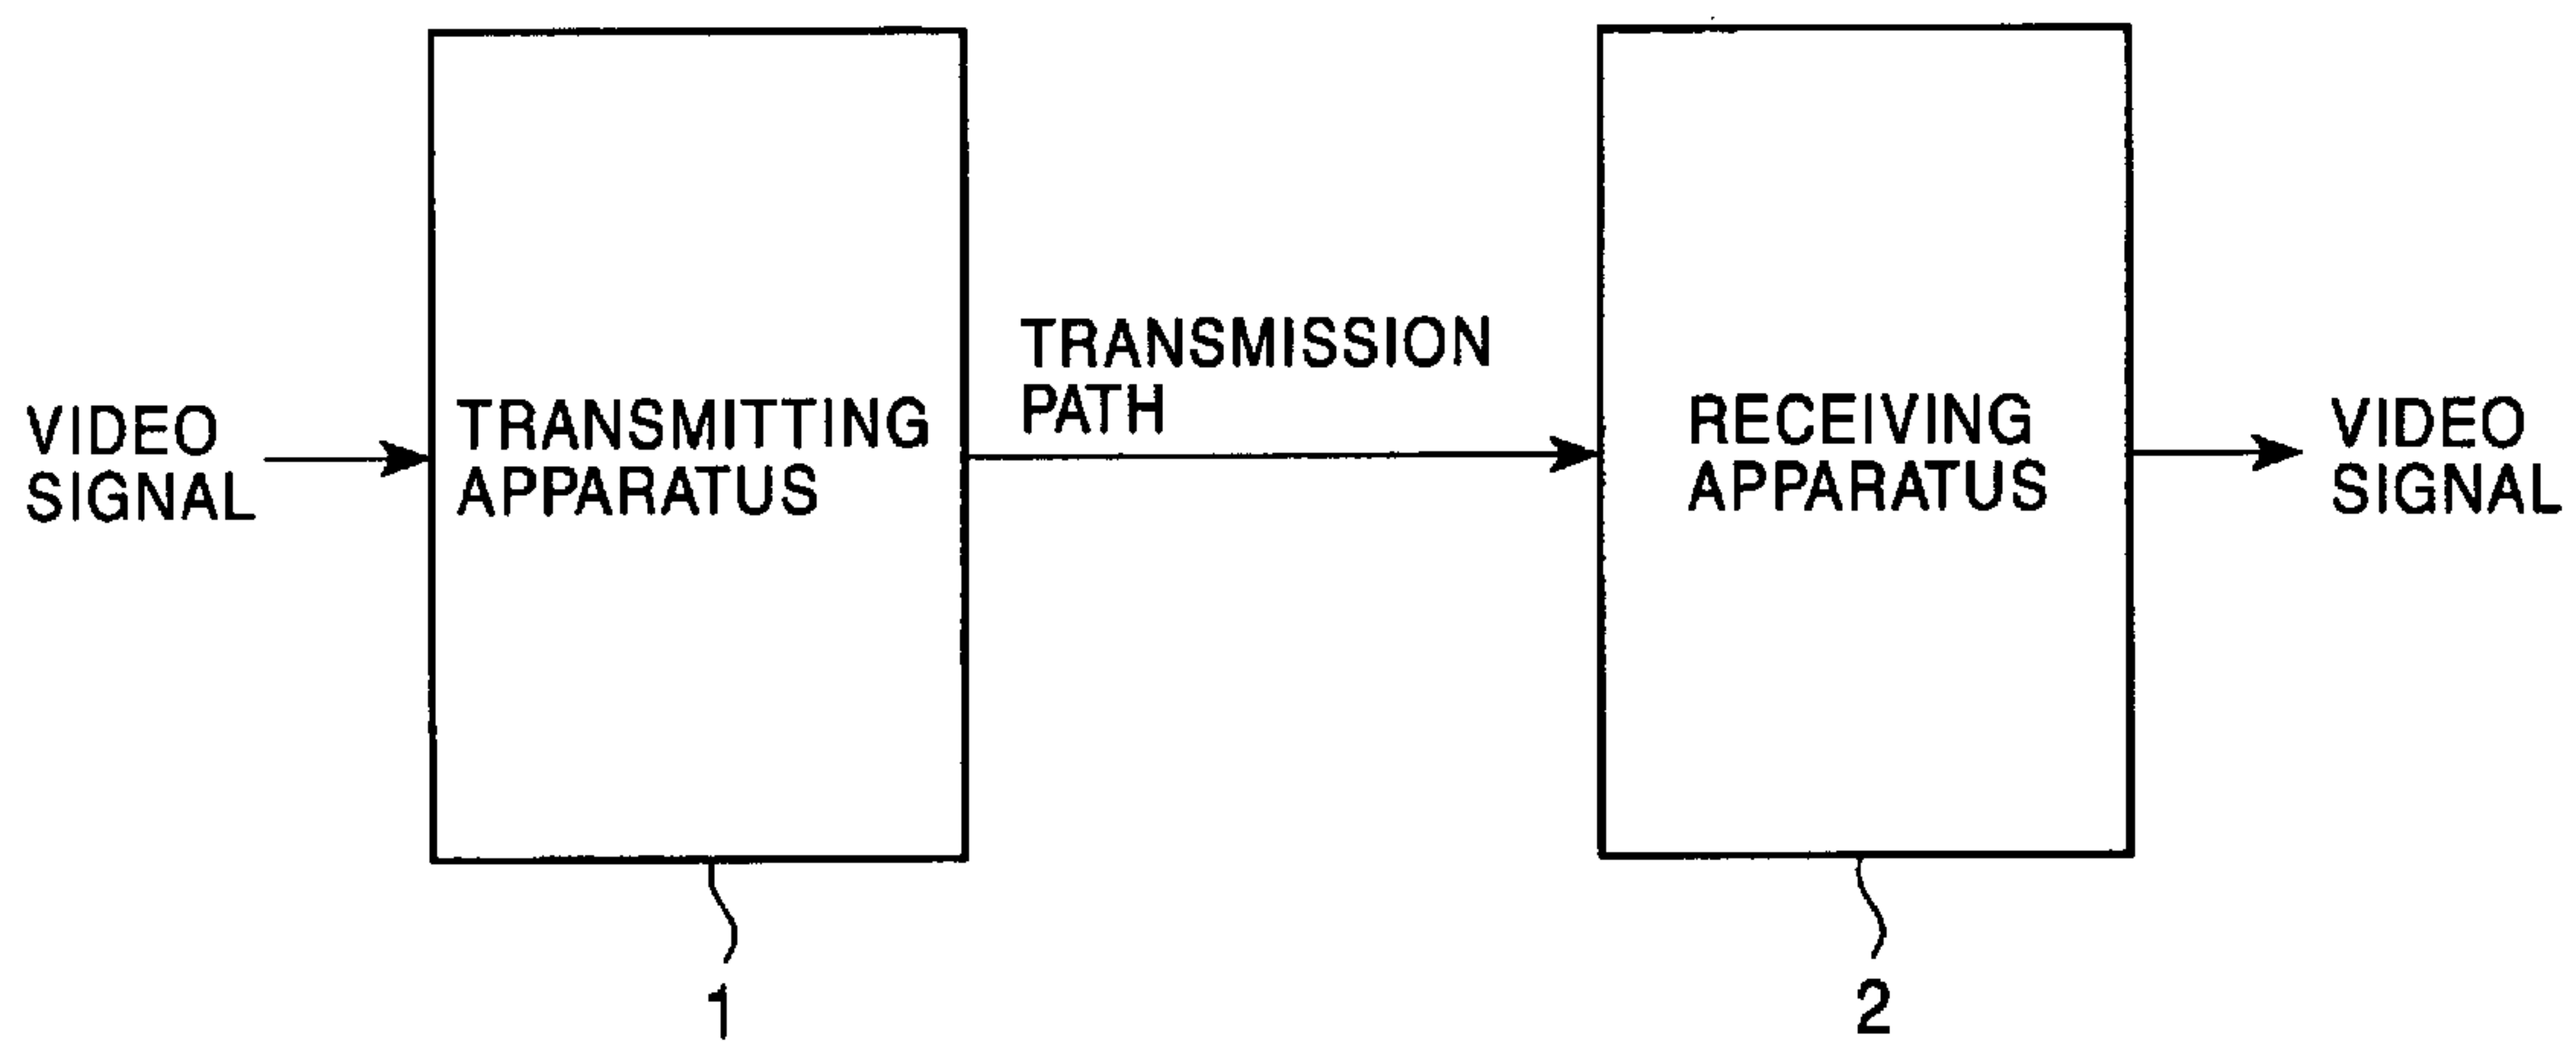 VIDEO
SIGNAL
TRANSMITTING
APPARATUS
TRANSMISSION
PATH
RECEIVING
APPARATUS
VIDEO
SIGNAL
1
2